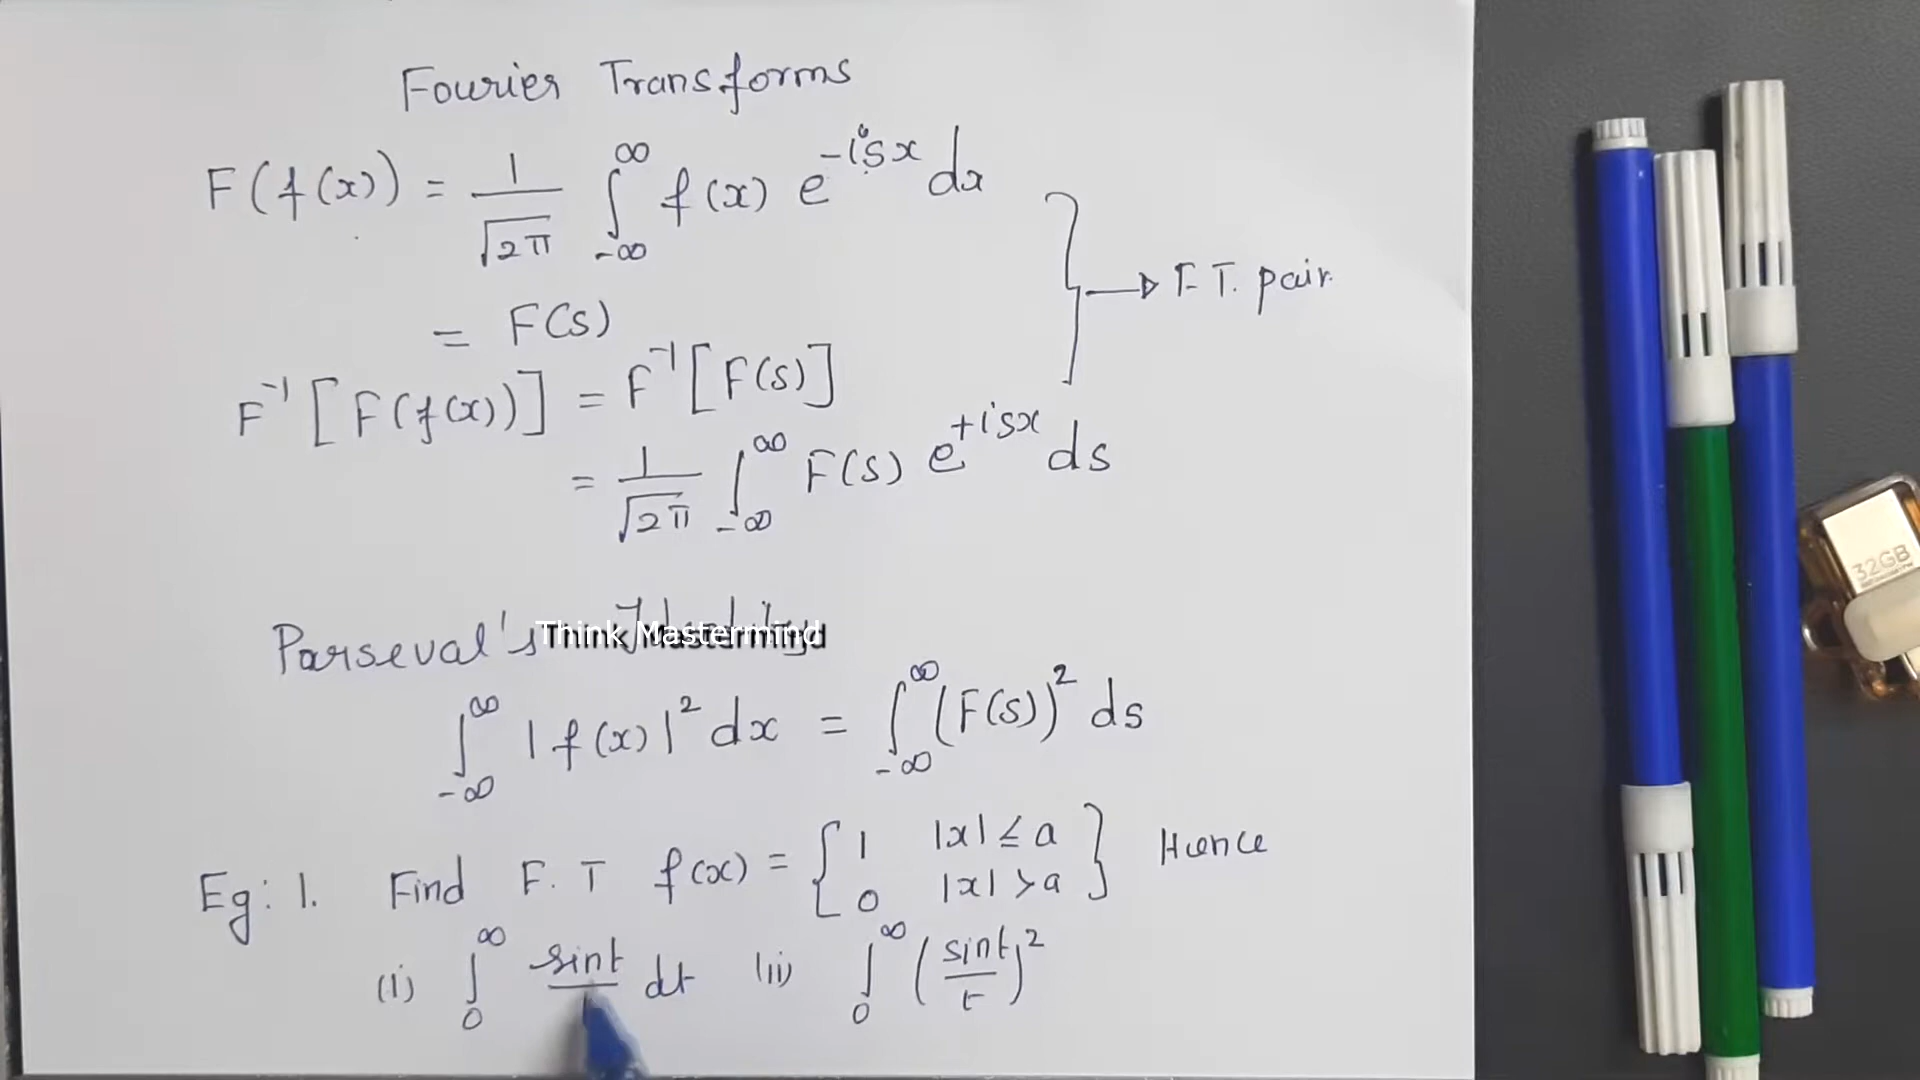 Fourier Transforms
F(f(x)) = 1/√2π ∫_{-∞}^{∞} f(x) e^{-isx} dx
= F(s)
→ F.T. pair.
F^{-1}[F(f(x))] = F^{-1}[F(s)]
= 1/√2π ∫_{-∞}^{∞} F(s) e^{+isx} ds
Parseval's
Think Mastermind
∫_{-∞}^{∞} |f(x)|^2 dx = ∫_{-∞}^{∞} (F(s))^2 ds
Eg: 1. Find F.T f(x) = { 1 |x| ≤ a
0 |x| > a } Hence
(i) ∫_0^∞ sint/ dt (ii) ∫_0^∞ (sint/t)^2
32GB